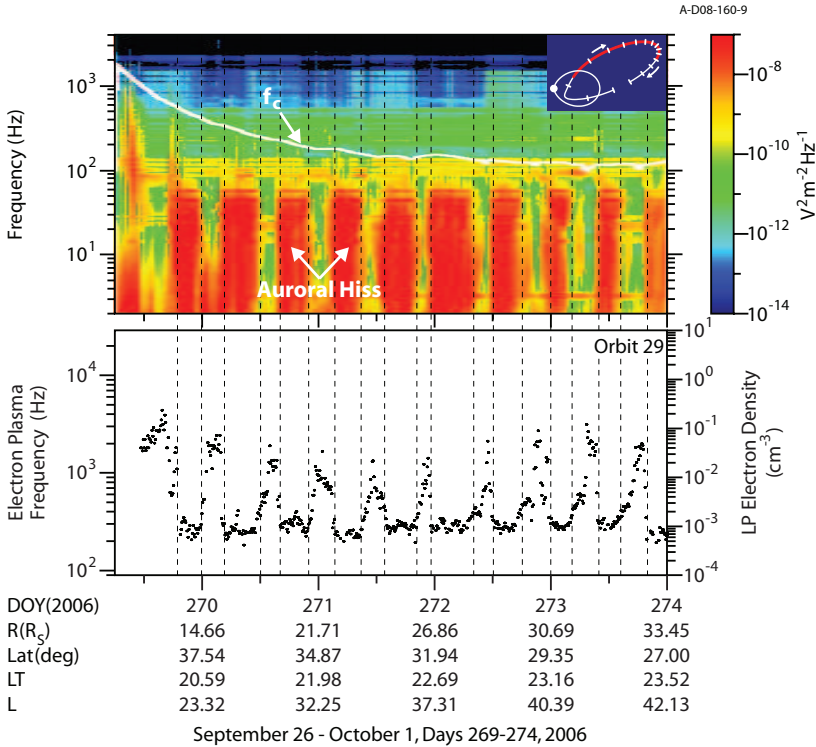 A-D08-160-9
Frequency (Hz)
10³
10²
10¹
f_c
Auroral Hiss
10⁻⁸
10⁻¹⁰
10⁻¹²
10⁻¹⁴
V²m⁻²Hz⁻¹
Orbit 29
Electron Plasma
Frequency (Hz)
10⁴
10³
10²
10¹
10⁰
10⁻¹
10⁻²
10⁻³
10⁻⁴
LP Electron Density
(cm⁻³)
DOY(2006) 270 271 272 273 274
R(R_S) 14.66 21.71 26.86 30.69 33.45
Lat(deg) 37.54 34.87 31.94 29.35 27.00
LT 20.59 21.98 22.69 23.16 23.52
L 23.32 32.25 37.31 40.39 42.13
September 26 - October 1, Days 269-274, 2006